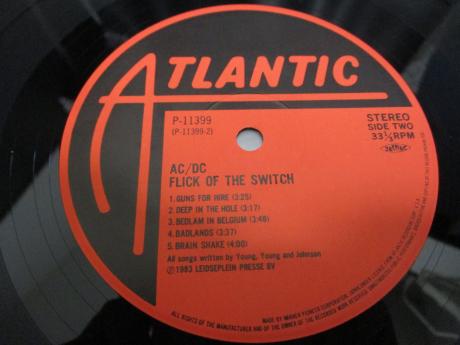 ATLANTIC
P-11399
(P-11399-2)
STEREO
SIDE TWO
33⅓ RPM
AC/DC
FLICK OF THE SWITCH
1. GUNS FOR HIRE (3:25)
2. DEEP IN THE HOLE (3:17)
3. BEDLAM IN BELGIUM (3:48)
4. BADLANDS (3:37)
5. BRAIN SHAKE (4:00)
All songs written by Young, Young and Johnson
Ⓟ1983 LEIDSEPLEIN PRESSE BV
MADE BY WARNER-PIONEER CORPORATION,
ALL RIGHTS OF THE MANUFACTURER AND OF THE OWNER OF THE RECORDED WORK RESERVED.